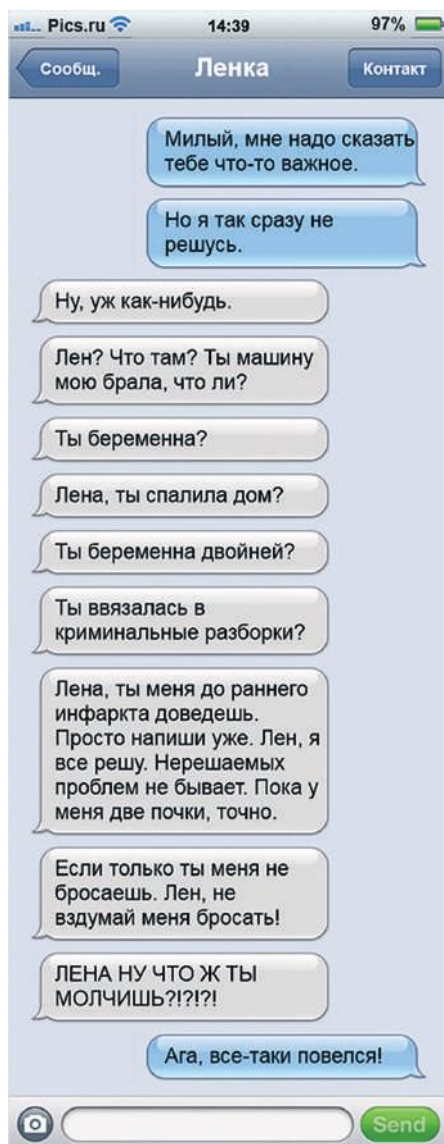 Pics.ru 14:39 97%
Сообщ. Ленка Контакт
Милый, мне надо сказать
тебе что-то важное.
Но я так сразу не
решусь.
Ну, уж как-нибудь.
Лен? Что там? Ты машину
мою брала, что ли?
Ты беременна?
Лена, ты спалила дом?
Ты беременна двойней?
Ты ввязалась в
криминальные разборки?
Лена, ты меня до раннего
инфаркта доведешь.
Просто напиши уже. Лен, я
все решу. Нерешаемых
проблем не бывает. Пока у
меня две почки, точно.
Если только ты меня не
бросаешь. Лен, не
вздумай меня бросать!
ЛЕНА НУ ЧТО Ж ТЫ
МОЛЧИШЬ?!?!?!
Ага, все-таки повелся!
Send